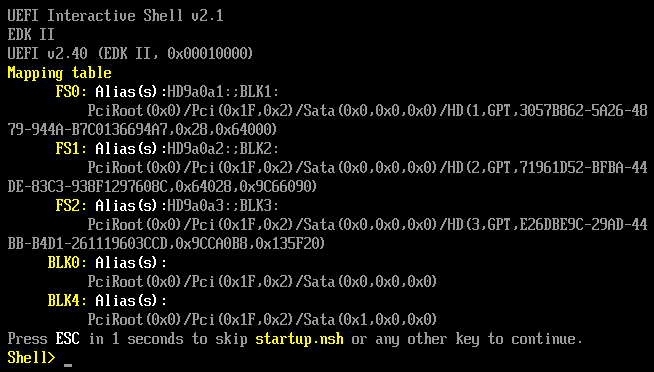 UEFI Interactive Shell v2.1
EDK II
UEFI v2.40 (EDK II, 0x00010000)
Mapping table
FS0: Alias(s):HD9a0a1:;BLK1:
PciRoot(0x0)/Pci(0x1F,0x2)/Sata(0x0,0x0,0x0)/HD(1,GPT,3057B862-5A26-48
79-944A-B7C0136694A7,0x28,0x64000)
FS1: Alias(s):HD9a0a2:;BLK2:
PciRoot(0x0)/Pci(0x1F,0x2)/Sata(0x0,0x0,0x0)/HD(2,GPT,71961D52-BFBA-44
DE-83C3-938F1297608C,0x64028,0x9C66090)
FS2: Alias(s):HD9a0a3:;BLK3:
PciRoot(0x0)/Pci(0x1F,0x2)/Sata(0x0,0x0,0x0)/HD(3,GPT,E26DBE9C-29AD-44
BB-B4D1-261119603CCD,0x9CCA0B8,0x135F20)
BLK0: Alias(s):
PciRoot(0x0)/Pci(0x1F,0x2)/Sata(0x0,0x0,0x0)
BLK4: Alias(s):
PciRoot(0x0)/Pci(0x1F,0x2)/Sata(0x1,0x0,0x0)
Press ESC in 1 seconds to skip startup.nsh or any other key to continue.
Shell> _